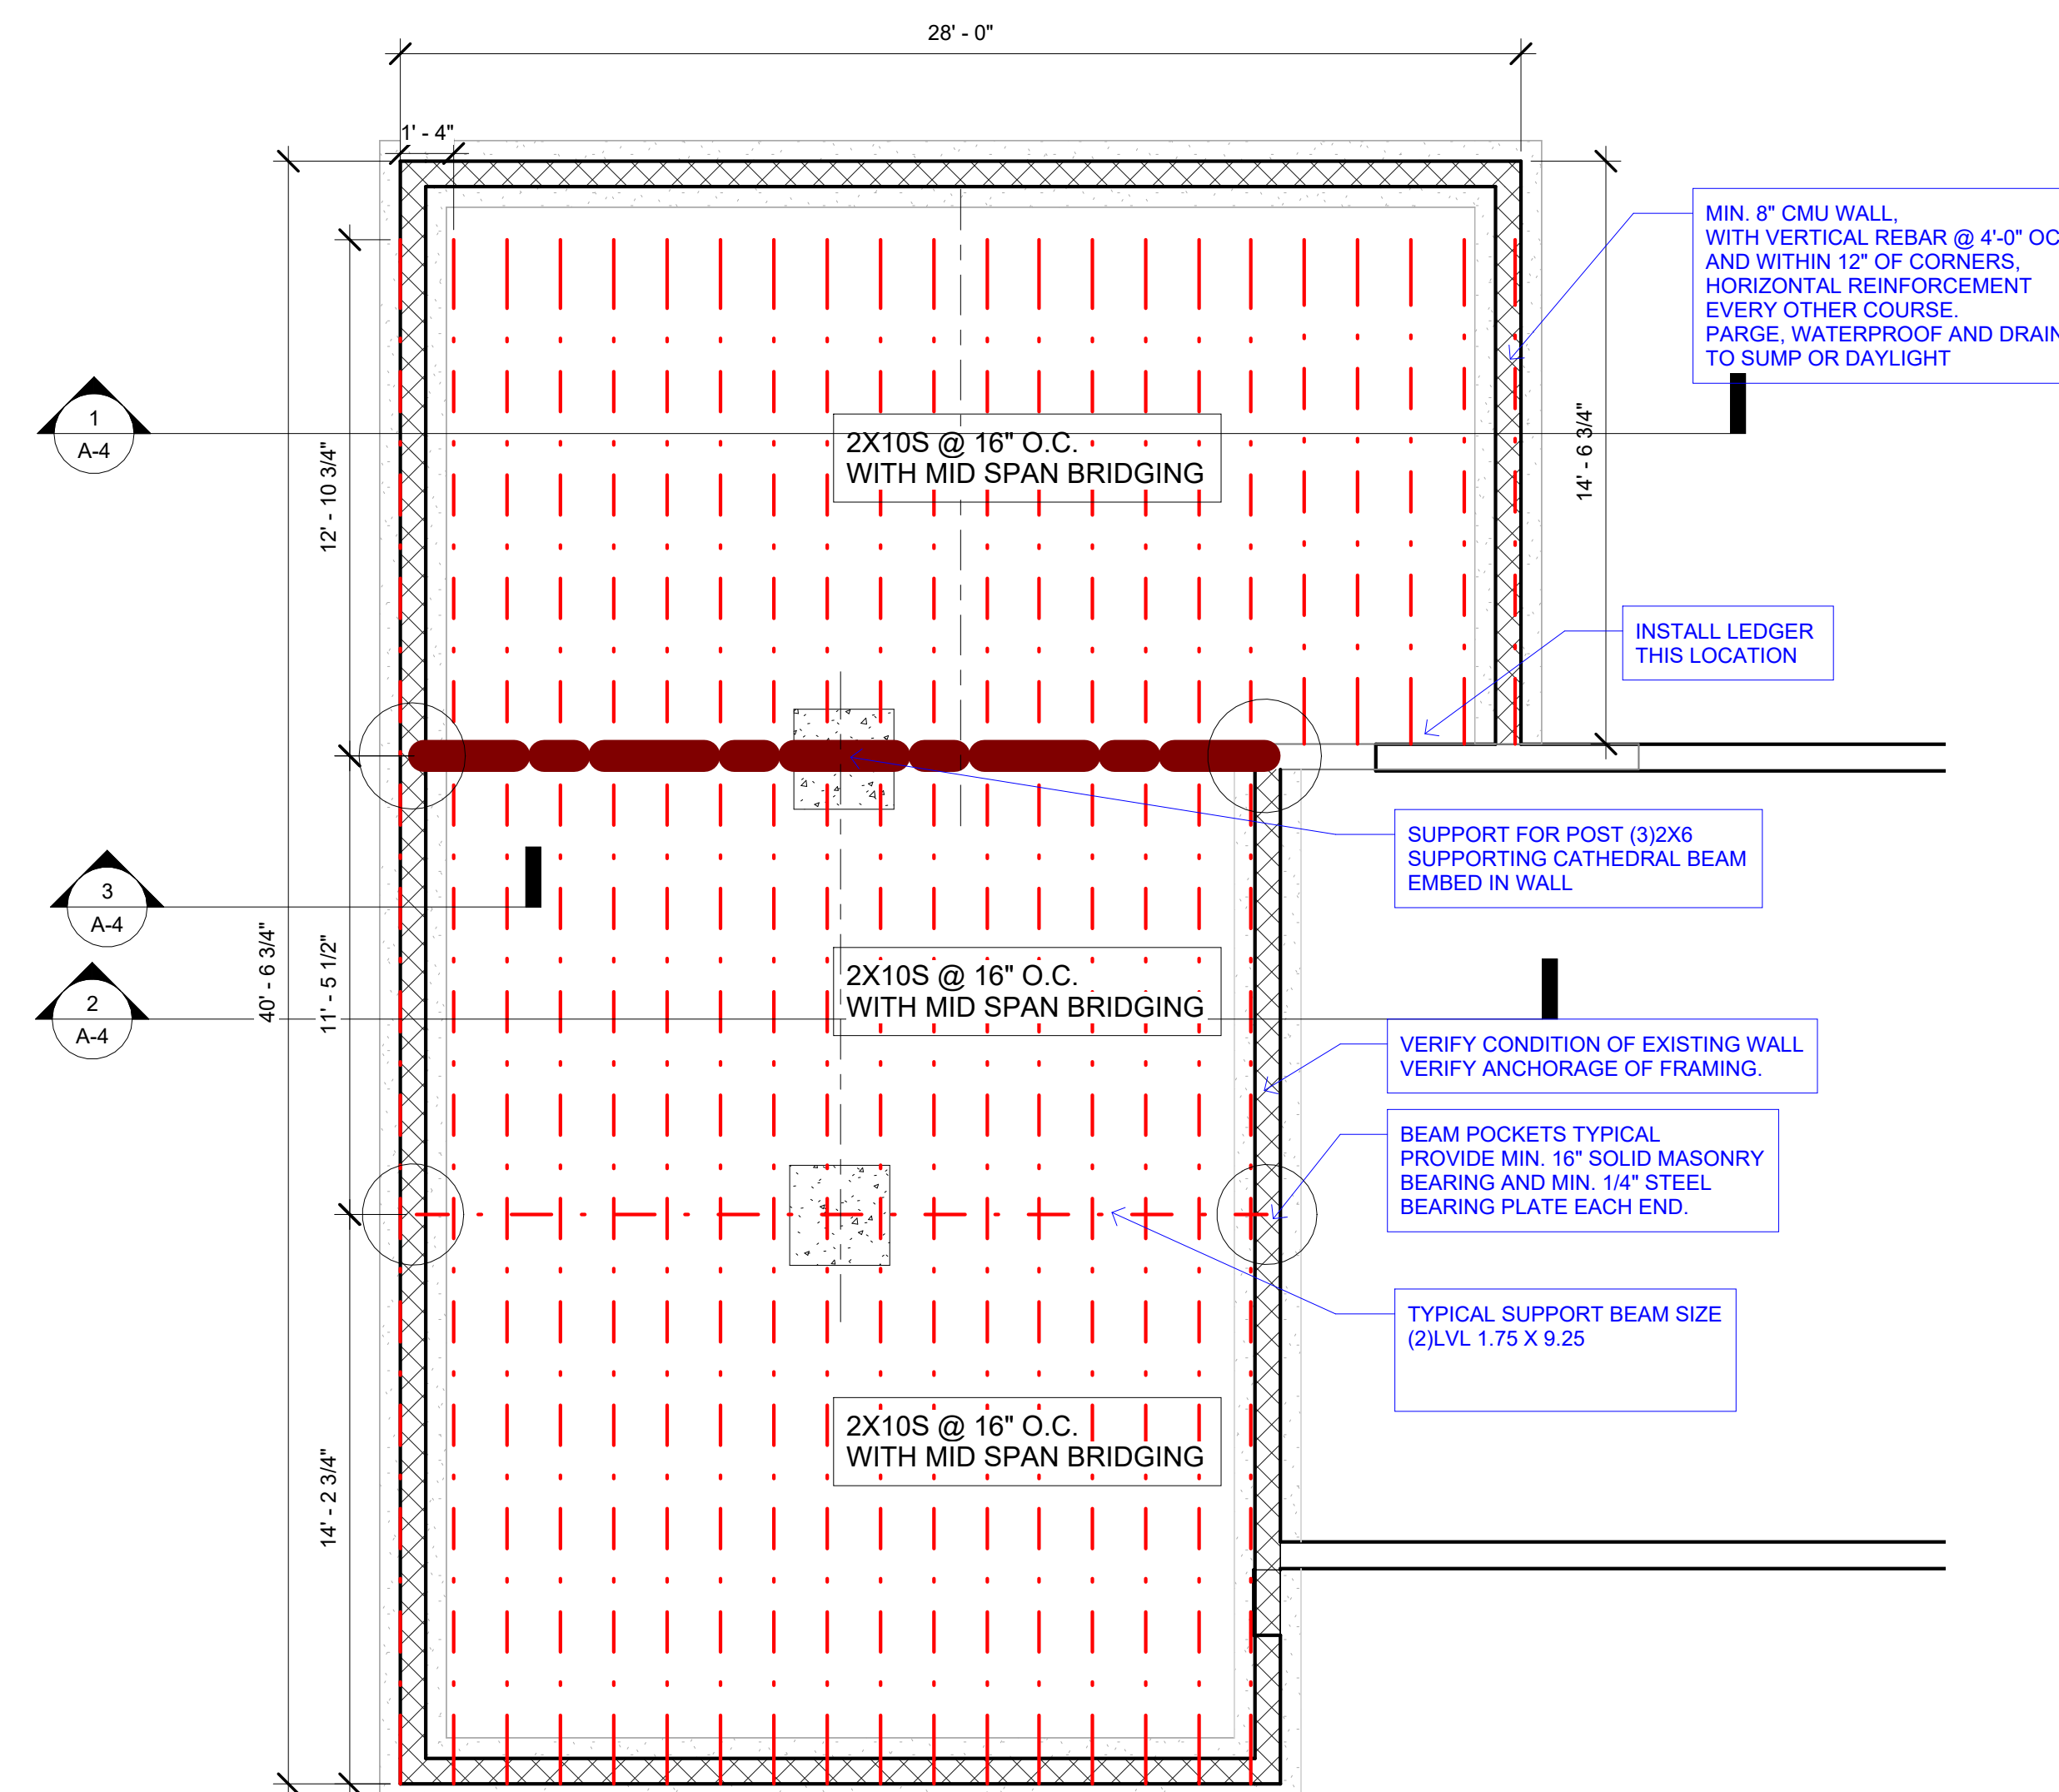 28' - 0"
1' - 4"
MIN. 8" CMU WALL,
WITH VERTICAL REBAR @ 4'-0" OC
AND WITHIN 12" OF CORNERS,
HORIZONTAL REINFORCEMENT
EVERY OTHER COURSE.
PARGE, WATERPROOF AND DRAIN
TO SUMP OR DAYLIGHT
1
A-4
12' - 10 3/4"
2X10S @ 16" O.C.
WITH MID SPAN BRIDGING
14' - 6 3/4"
INSTALL LEDGER
THIS LOCATION
SUPPORT FOR POST (3)2X6
SUPPORTING CATHEDRAL BEAM
EMBED IN WALL
3
A-4
40' - 6 3/4"
11' - 5 1/2"
2X10S @ 16" O.C.
WITH MID SPAN BRIDGING
2
A-4
VERIFY CONDITION OF EXISTING WALL
VERIFY ANCHORAGE OF FRAMING.
BEAM POCKETS TYPICAL
PROVIDE MIN. 16" SOLID MASONRY
BEARING AND MIN. 1/4" STEEL
BEARING PLATE EACH END.
TYPICAL SUPPORT BEAM SIZE
(2)LVL 1.75 X 9.25
14' - 2 3/4"
2X10S @ 16" O.C.
WITH MID SPAN BRIDGING